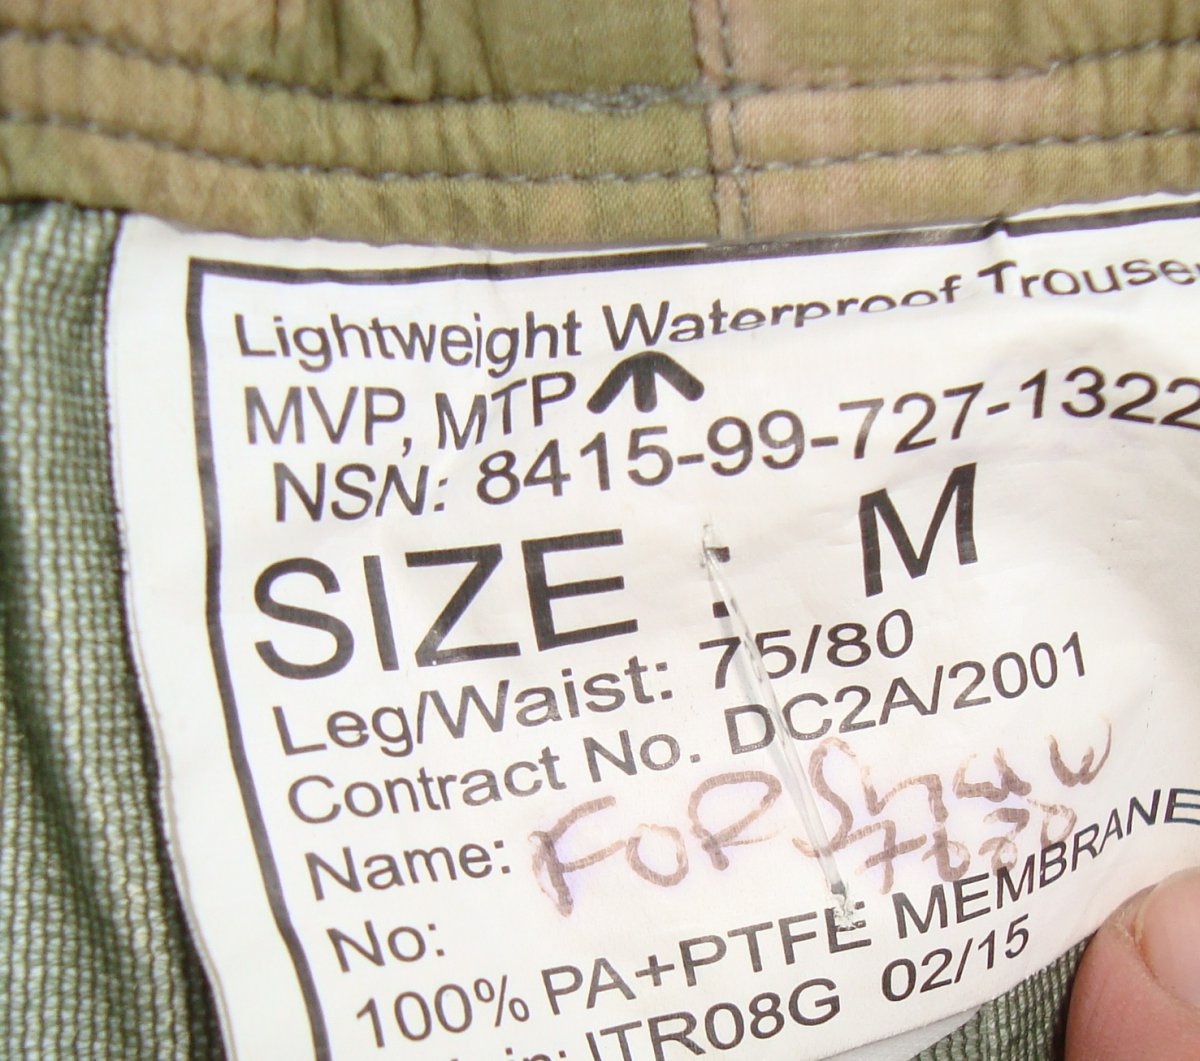 Lightweight Waterproof Trouse
MVP, MTP
NSN: 8415-99-727-1322
SIZE : M
Leg/Waist: 75/80
Contract No. DC2A/2001
Name: FORShaw
No:
100% PA+PTFE MEMBRANE
ITR08G 02/15